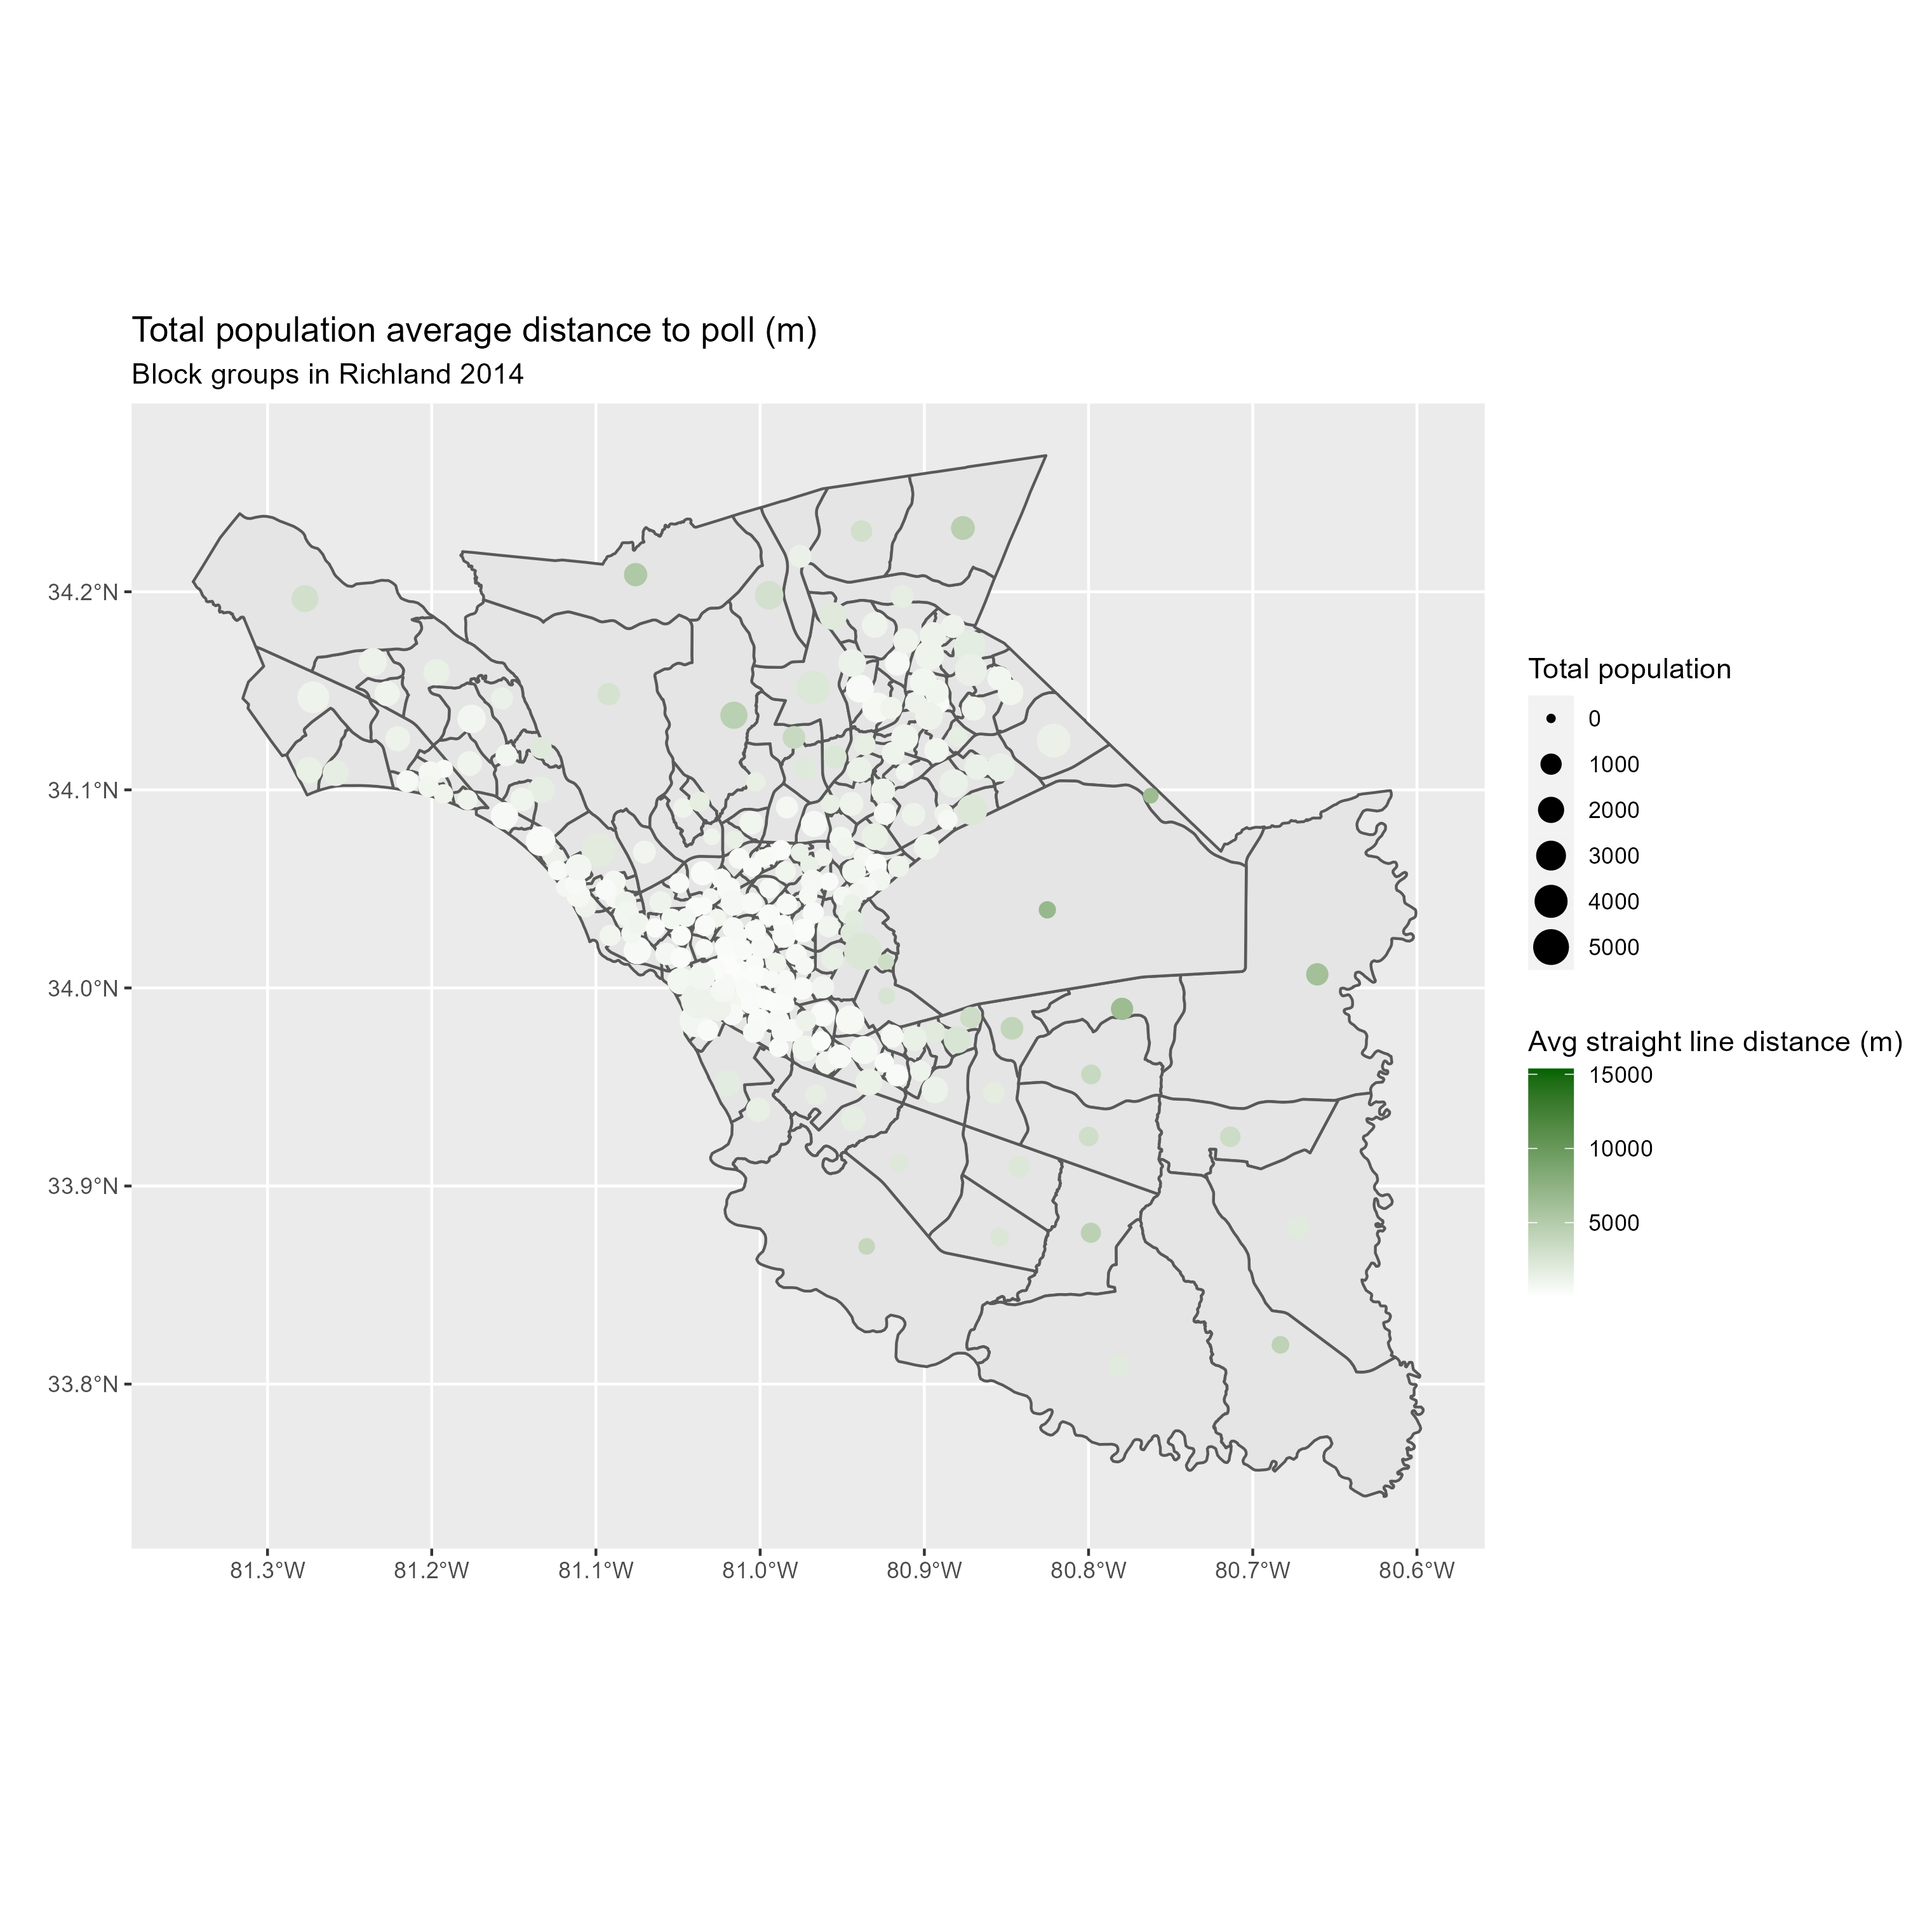 Total population average distance to poll (m)
Block groups in Richland 2014
34.2°N
34.1°N
34.0°N
33.9°N
33.8°N
81.3°W
81.2°W
81.1°W
81.0°W
80.9°W
80.8°W
80.7°W
80.6°W
Total population
0
1000
2000
3000
4000
5000
Avg straight line distance (m)
15000
10000
5000